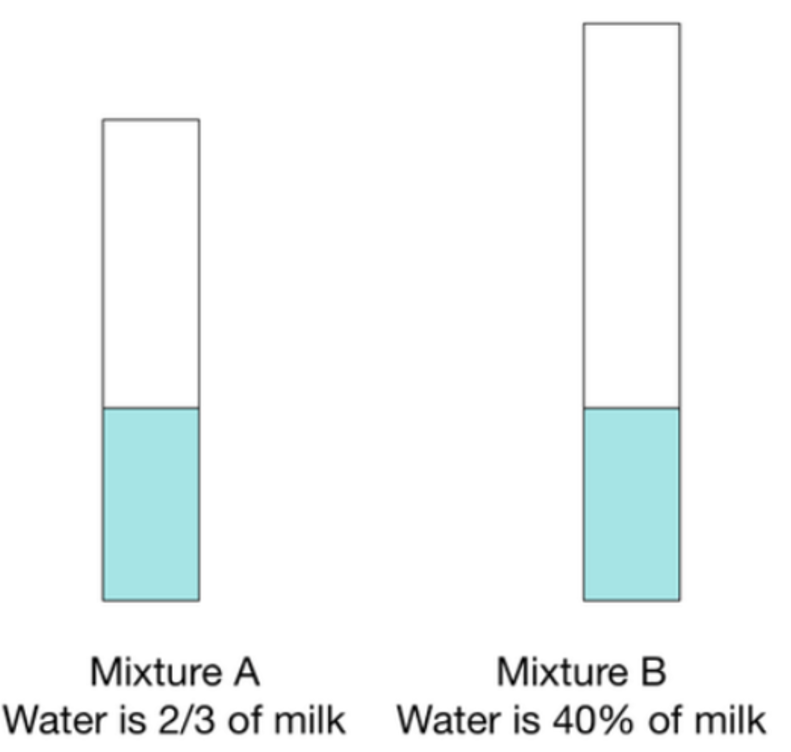 Mixture A
Water is 2/3 of milk
Mixture B
Water is 40% of milk